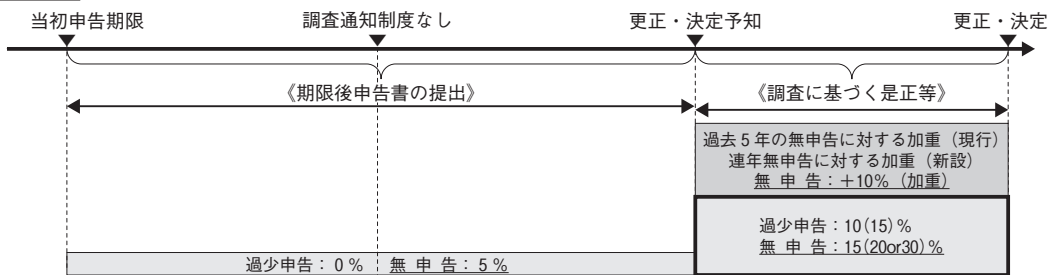 当初申告期限 調査通知制度なし 更正・決定予知 更正・決定
《期限後申告書の提出》 《調査に基づく是正等》
過去5年の無申告に対する加重（現行）
連年無申告に対する加重（新設）
無 申 告：＋10%（加重）
過少申告：10(15)％
無 申 告：15(20or30)％
過少申告：0％ 無 申 告：5％